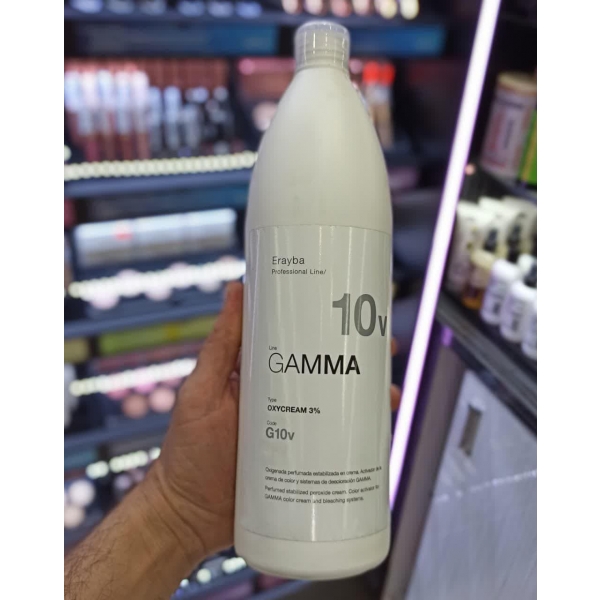 Erayba
Professional Line/
10v
Line
GAMMA
Type
OXYCREAM 3%
Code
G10v
Oxigenada perfumada estabilizada en crema. Activador de la
crema de color y sistemas de decoloración GAMMA.
Perfumed stabilized peroxide cream. Color activator for
GAMMA color cream and bleaching systems.